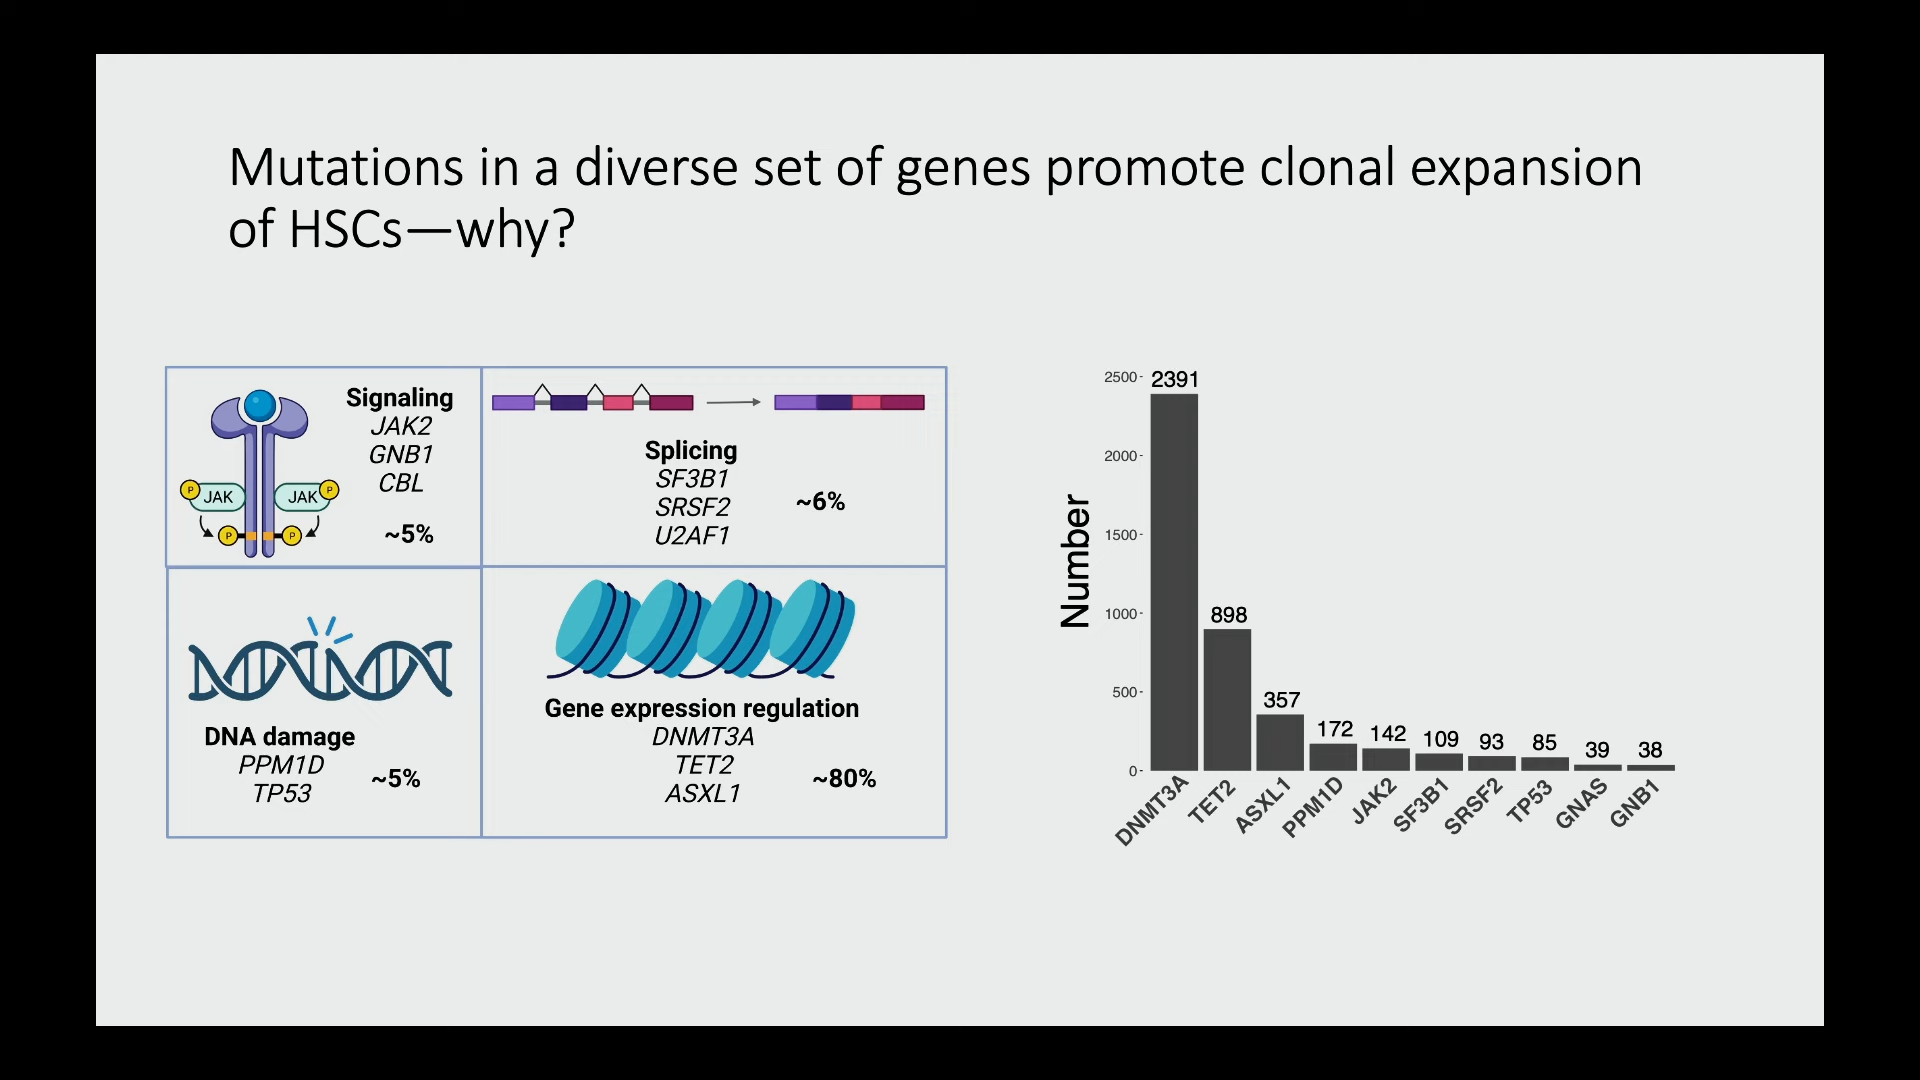 Mutations in a diverse set of genes promote clonal expansion
of HSCs—why?
Signaling
JAK2
GNB1
CBL
~5%
P
JAK
JAK
P
P
P
Splicing
SF3B1
SRSF2
U2AF1
~6%
DNA damage
PPM1D
TP53
~5%
Gene expression regulation
DNMT3A
TET2
ASXL1
~80%
Number
2500
2000
1500
1000
500
0
2391
898
357
172
142
109
93
85
39
38
DNMT3A
TET2
ASXL1
PPM1D
JAK2
SF3B1
SRSF2
TP53
GNAS
GNB1